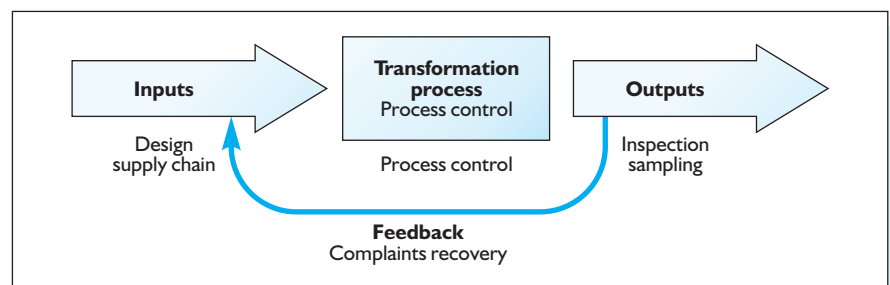 Inputs
Transformation
process
Process control
Outputs
Design
supply chain
Process control
Inspection
sampling
Feedback
Complaints recovery